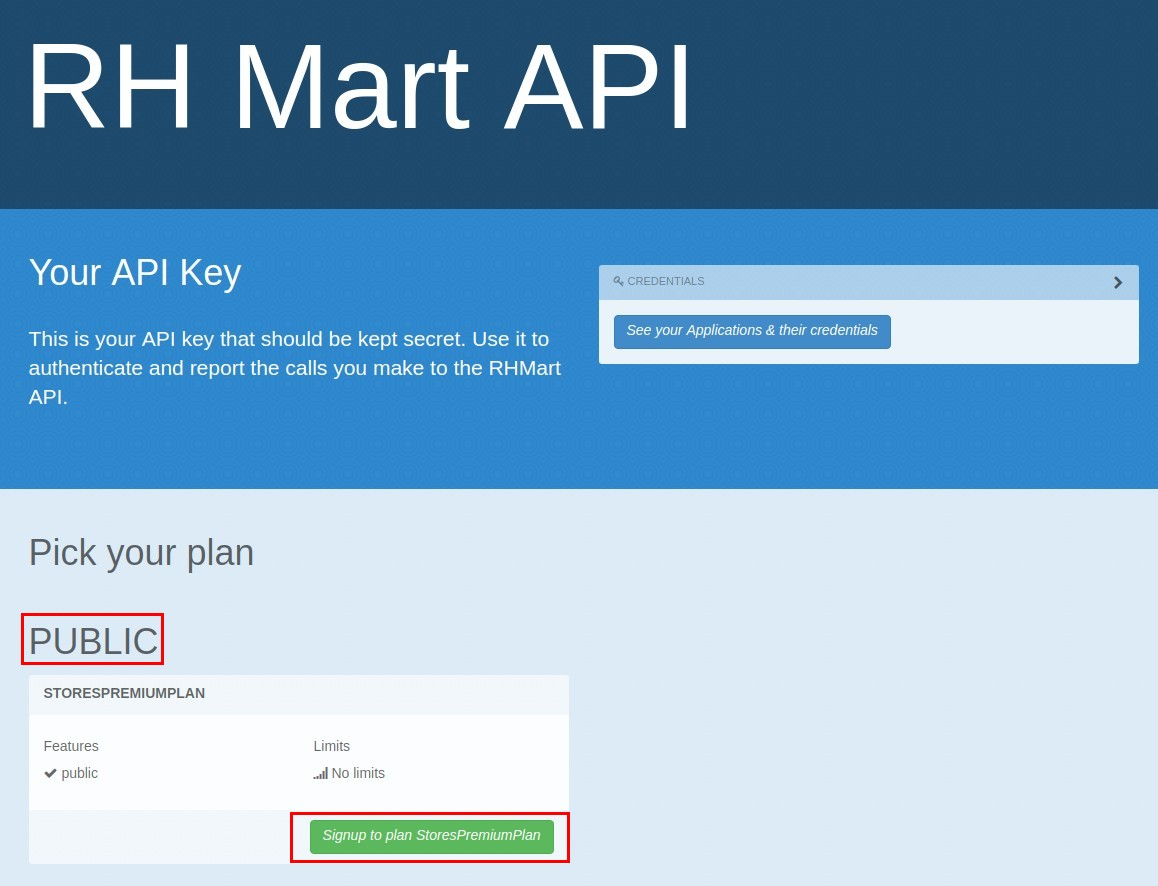 RH Mart API
Your API Key
This is your API key that should be kept secret. Use it to
authenticate and report the calls you make to the RHMart
API.
CREDENTIALS
See your Applications & their credentials
Pick your plan
PUBLIC
STORESPREMIUMPLAN
Features
public
Limits
No limits
Signup to plan StoresPremiumPlan